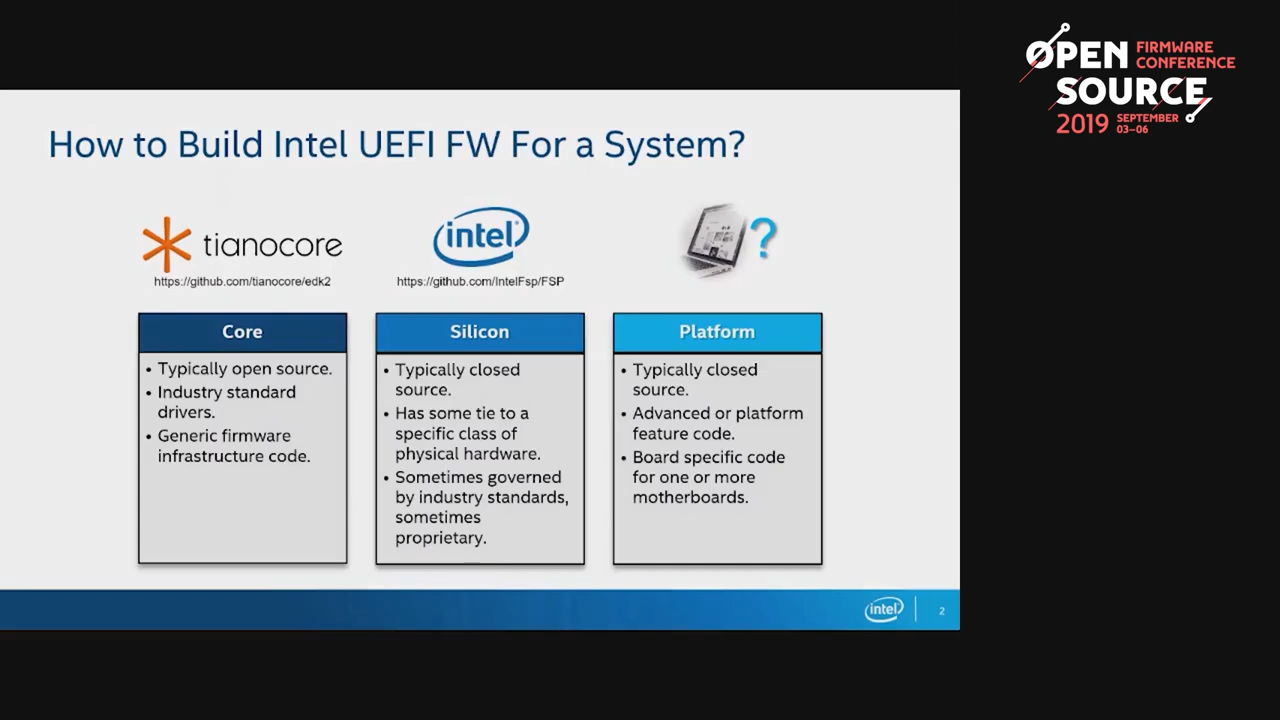 OPEN FIRMWARE
CONFERENCE
SOURCE
2019 SEPTEMBER
03–06
How to Build Intel UEFI FW For a System?
tianocore
https://github.com/tianocore/edk2
intel
https://github.com/IntelFsp/FSP
?
Core
• Typically open source.
• Industry standard
drivers.
• Generic firmware
infrastructure code.
Silicon
• Typically closed
source.
• Has some tie to a
specific class of
physical hardware.
• Sometimes governed
by industry standards,
sometimes
proprietary.
Platform
• Typically closed
source.
• Advanced or platform
feature code.
• Board specific code
for one or more
motherboards.
intel
2